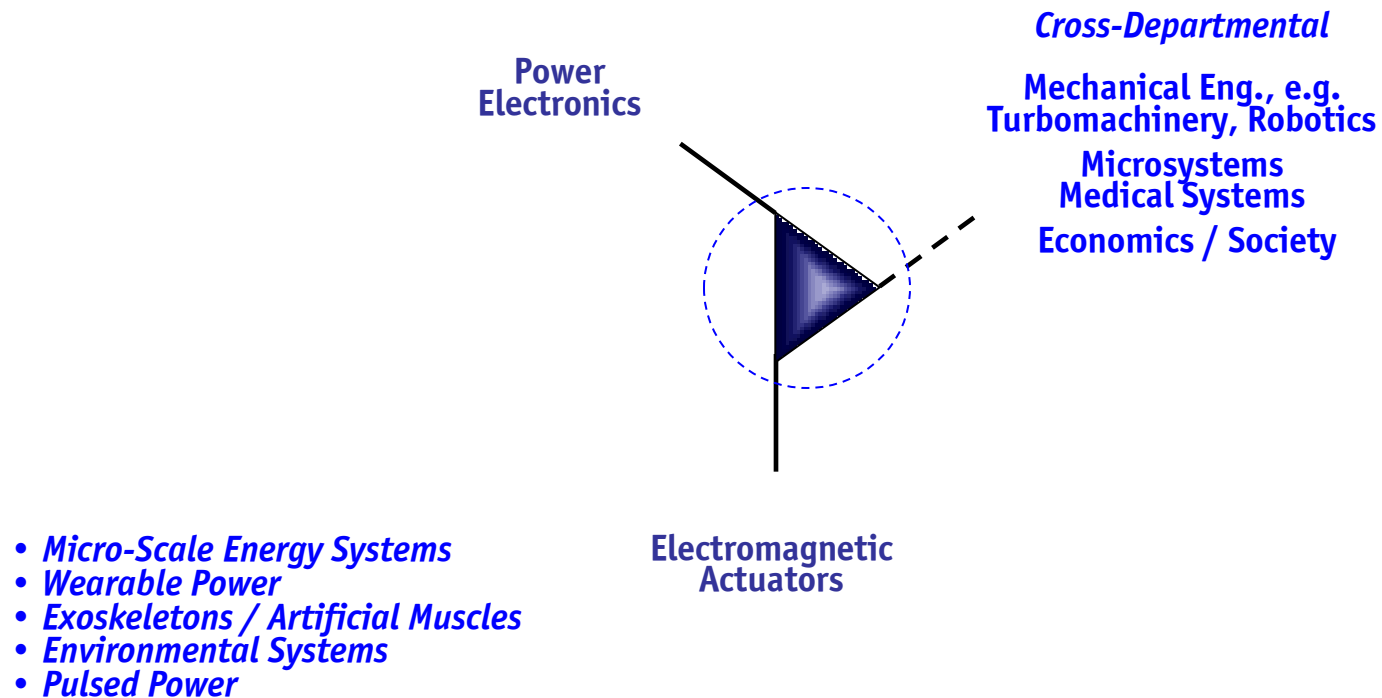 Cross-Departmental
Power
Electronics
Mechanical Eng., e.g.
Turbomachinery, Robotics
Microsystems
Medical Systems
Economics / Society
Electromagnetic
Actuators
• Micro-Scale Energy Systems
• Wearable Power
• Exoskeletons / Artificial Muscles
• Environmental Systems
• Pulsed Power